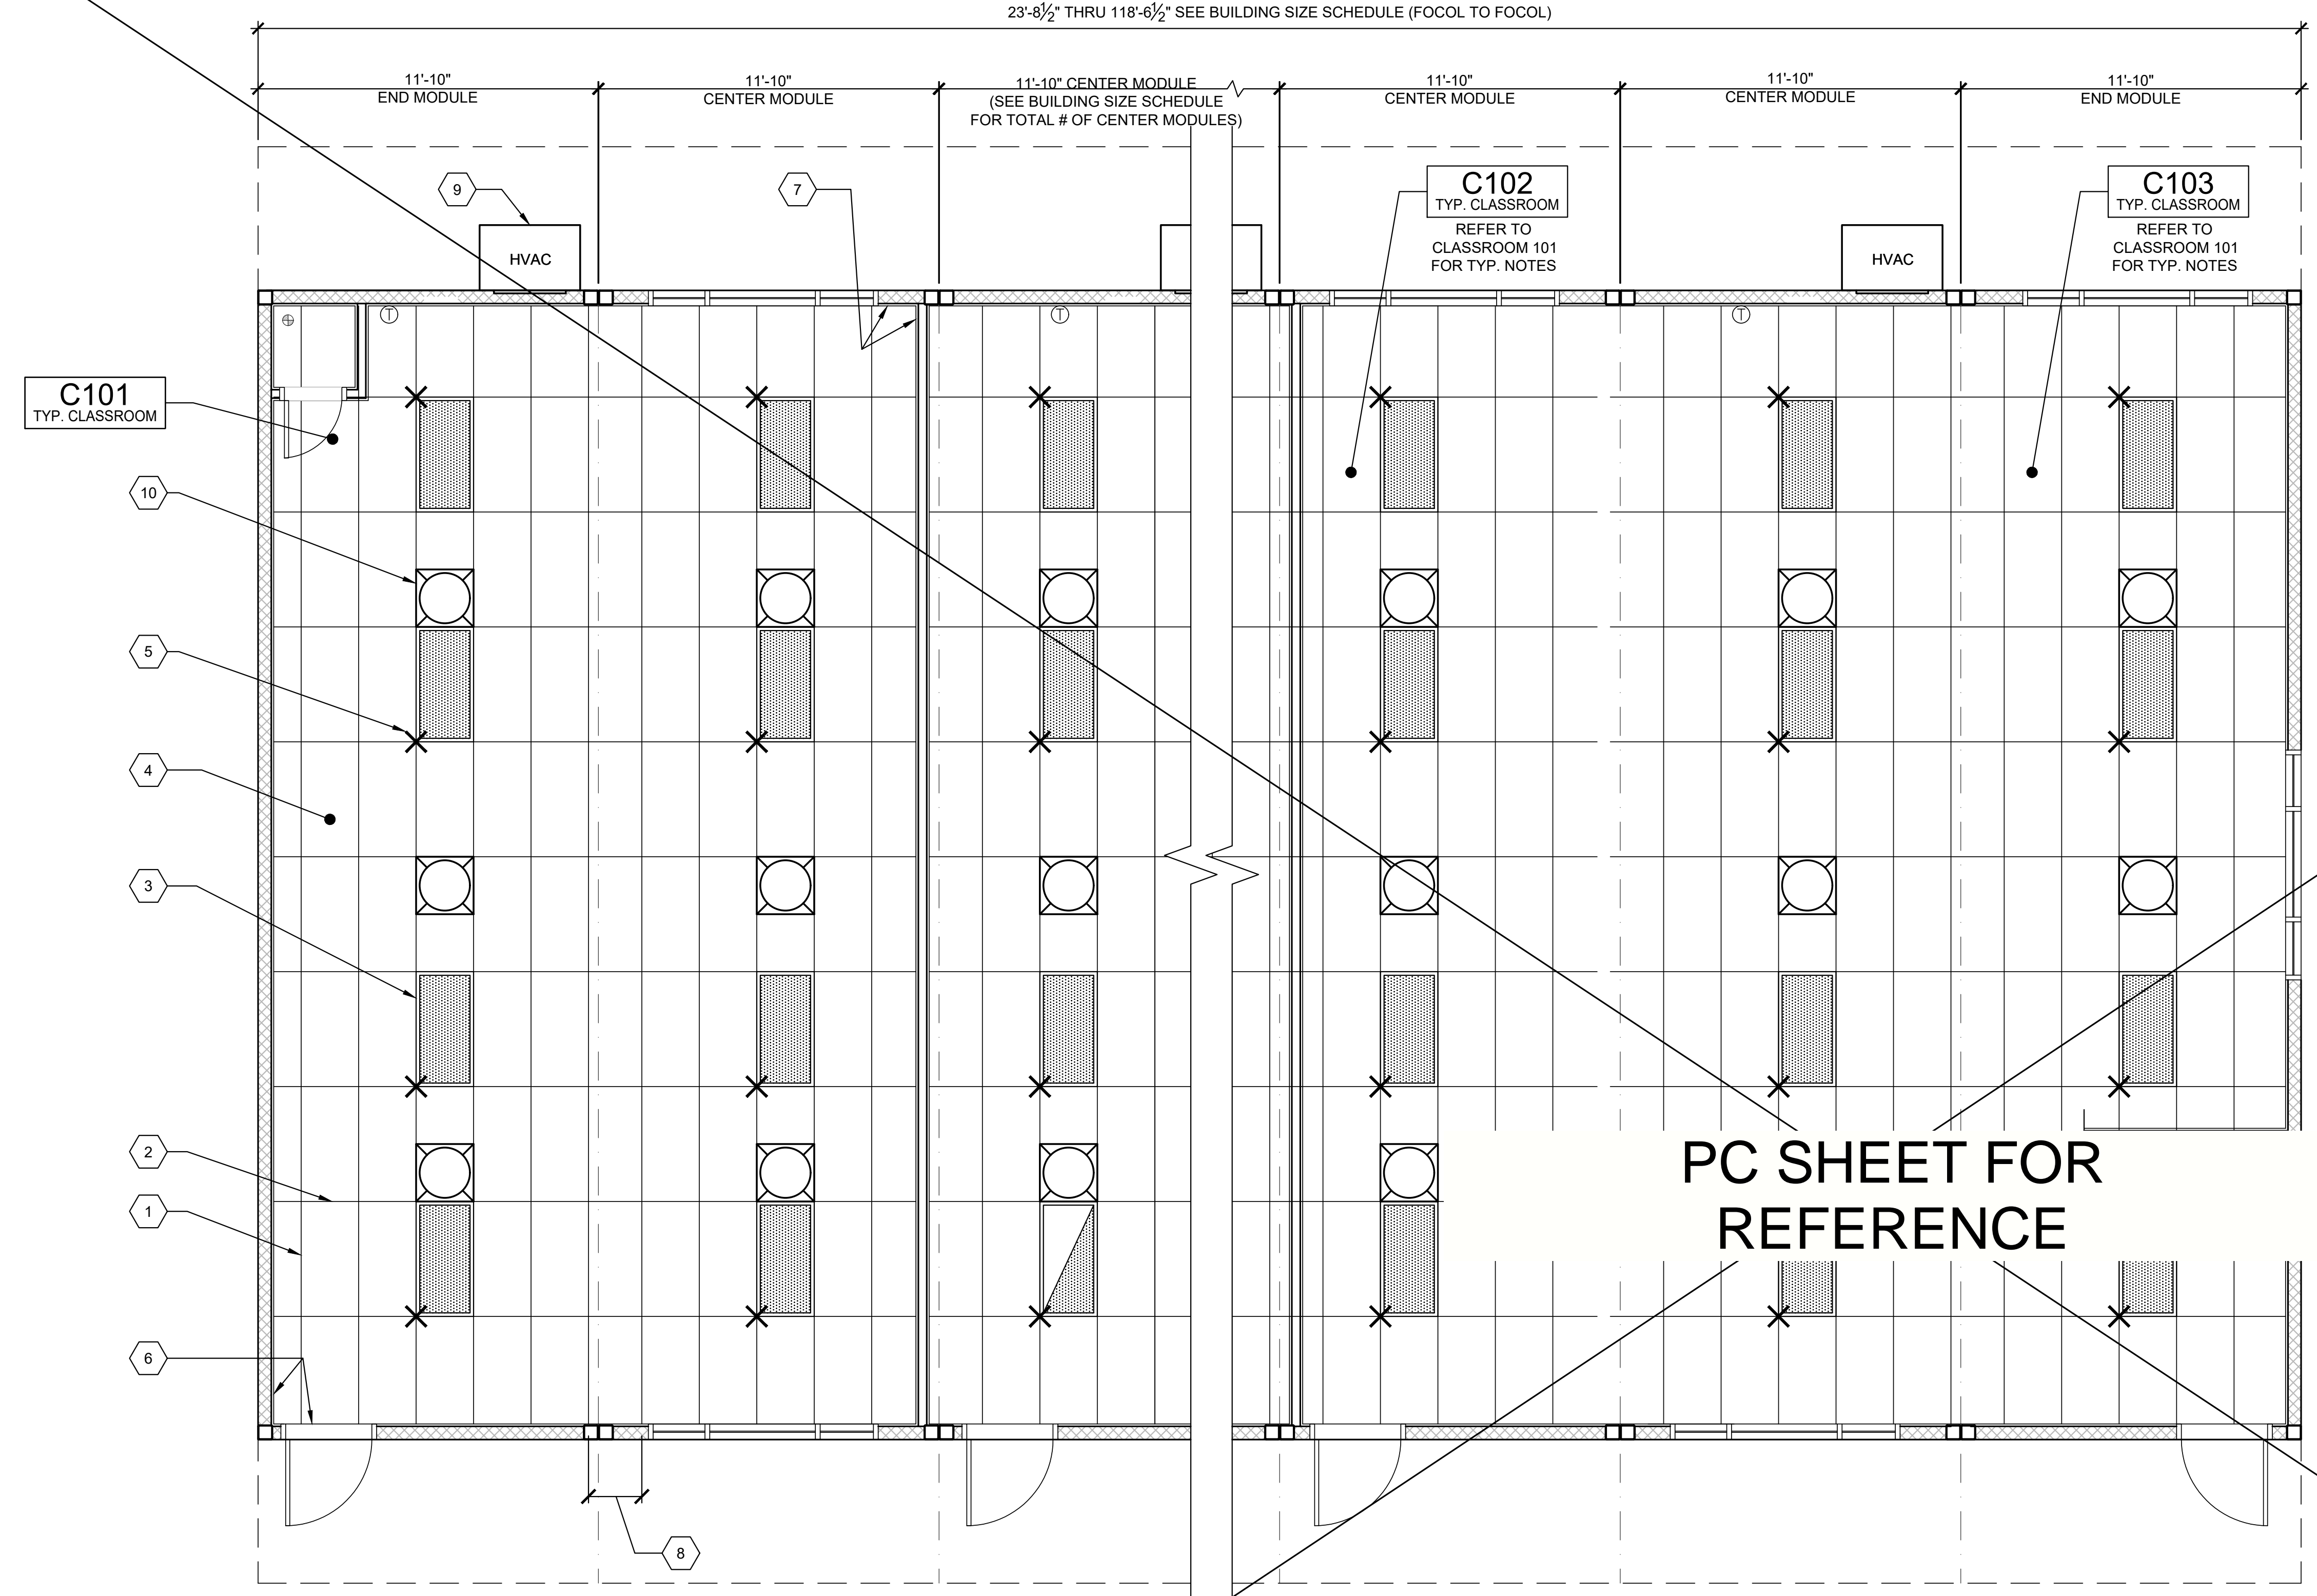 23'-8½" THRU 118'-6½" SEE BUILDING SIZE SCHEDULE (FOCOL TO FOCOL)
11'-10"
END MODULE
11'-10"
CENTER MODULE
11'-10" CENTER MODULE
(SEE BUILDING SIZE SCHEDULE
FOR TOTAL # OF CENTER MODULES)
11'-10"
CENTER MODULE
11'-10"
CENTER MODULE
11'-10"
END MODULE
9
7
C102
TYP. CLASSROOM
REFER TO
CLASSROOM 101
FOR TYP. NOTES
C103
TYP. CLASSROOM
REFER TO
CLASSROOM 101
FOR TYP. NOTES
HVAC
HVAC
T
T
T
C101
TYP. CLASSROOM
10
5
4
3
2
1
6
8
PC SHEET FOR
REFERENCE